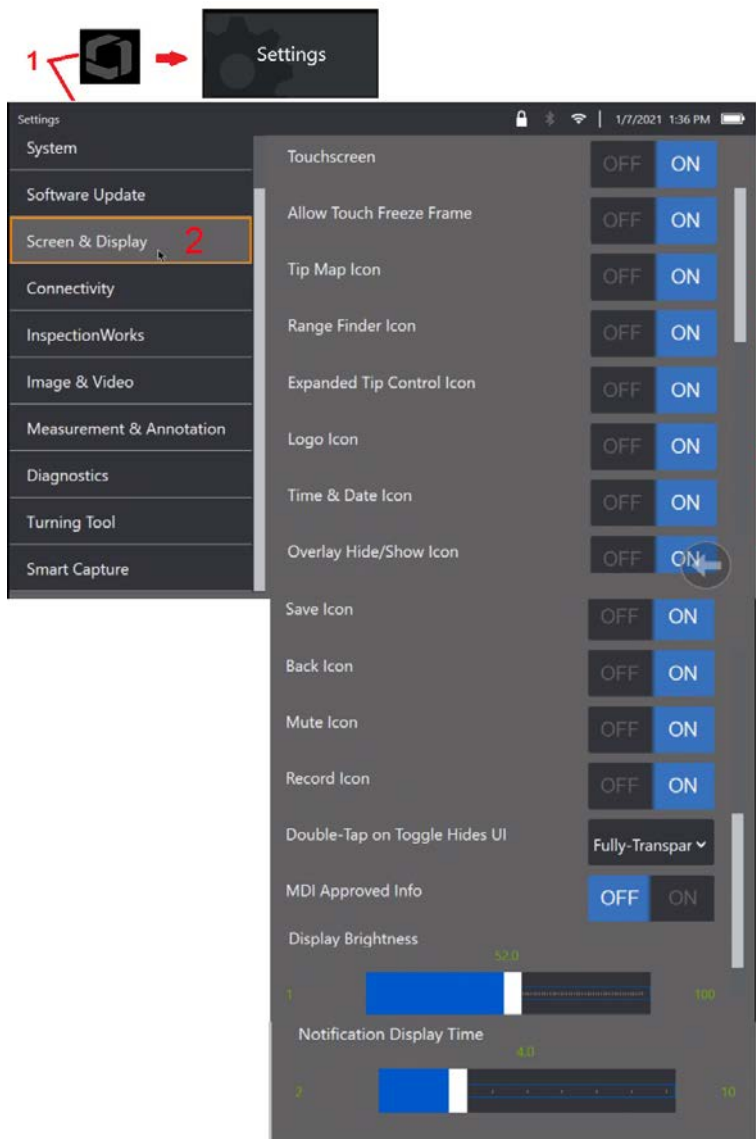 1
Settings
Settings
1/7/2021 1:36 PM
System
Software Update
Screen & Display 2
Connectivity
InspectionWorks
Image & Video
Measurement & Annotation
Diagnostics
Turning Tool
Smart Capture
Touchscreen OFF ON
Allow Touch Freeze Frame OFF ON
Tip Map Icon OFF ON
Range Finder Icon OFF ON
Expanded Tip Control Icon OFF ON
Logo Icon OFF ON
Time & Date Icon OFF ON
Overlay Hide/Show Icon OFF ON
Save Icon OFF ON
Back Icon OFF ON
Mute Icon OFF ON
Record Icon OFF ON
Double-Tap on Toggle Hides UI Fully-Transpar
MDI Approved Info OFF ON
Display Brightness
52.0
1 100
Notification Display Time
4.0
2 10